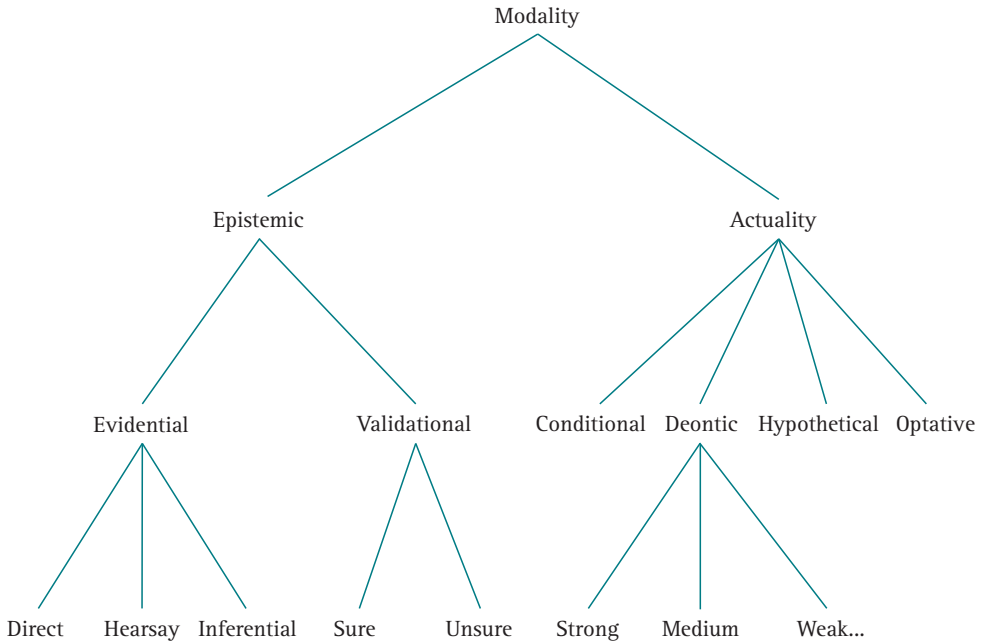 Modality
Epistemic Actuality
Evidential Validational Conditional Deontic Hypothetical Optative
Direct Hearsay Inferential Sure Unsure Strong Medium Weak...